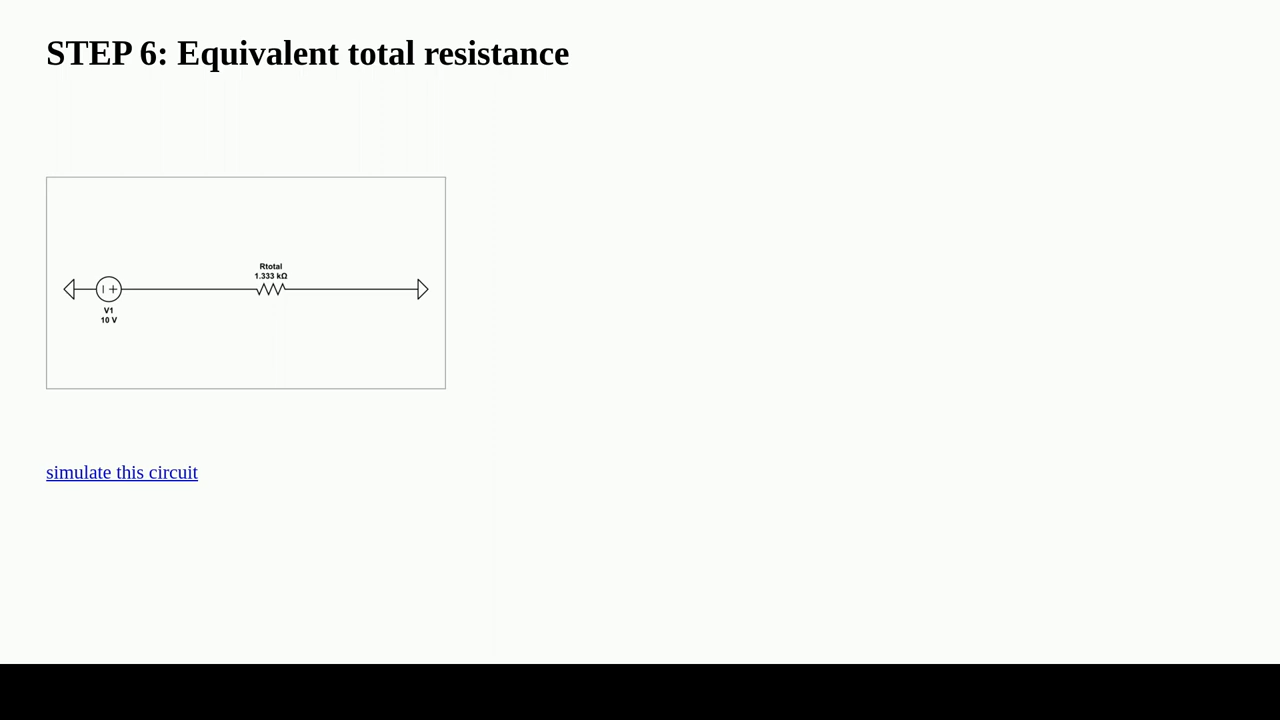 STEP 6: Equivalent total resistance
Rtotal
1.333 kΩ
V1
10 V
simulate this circuit